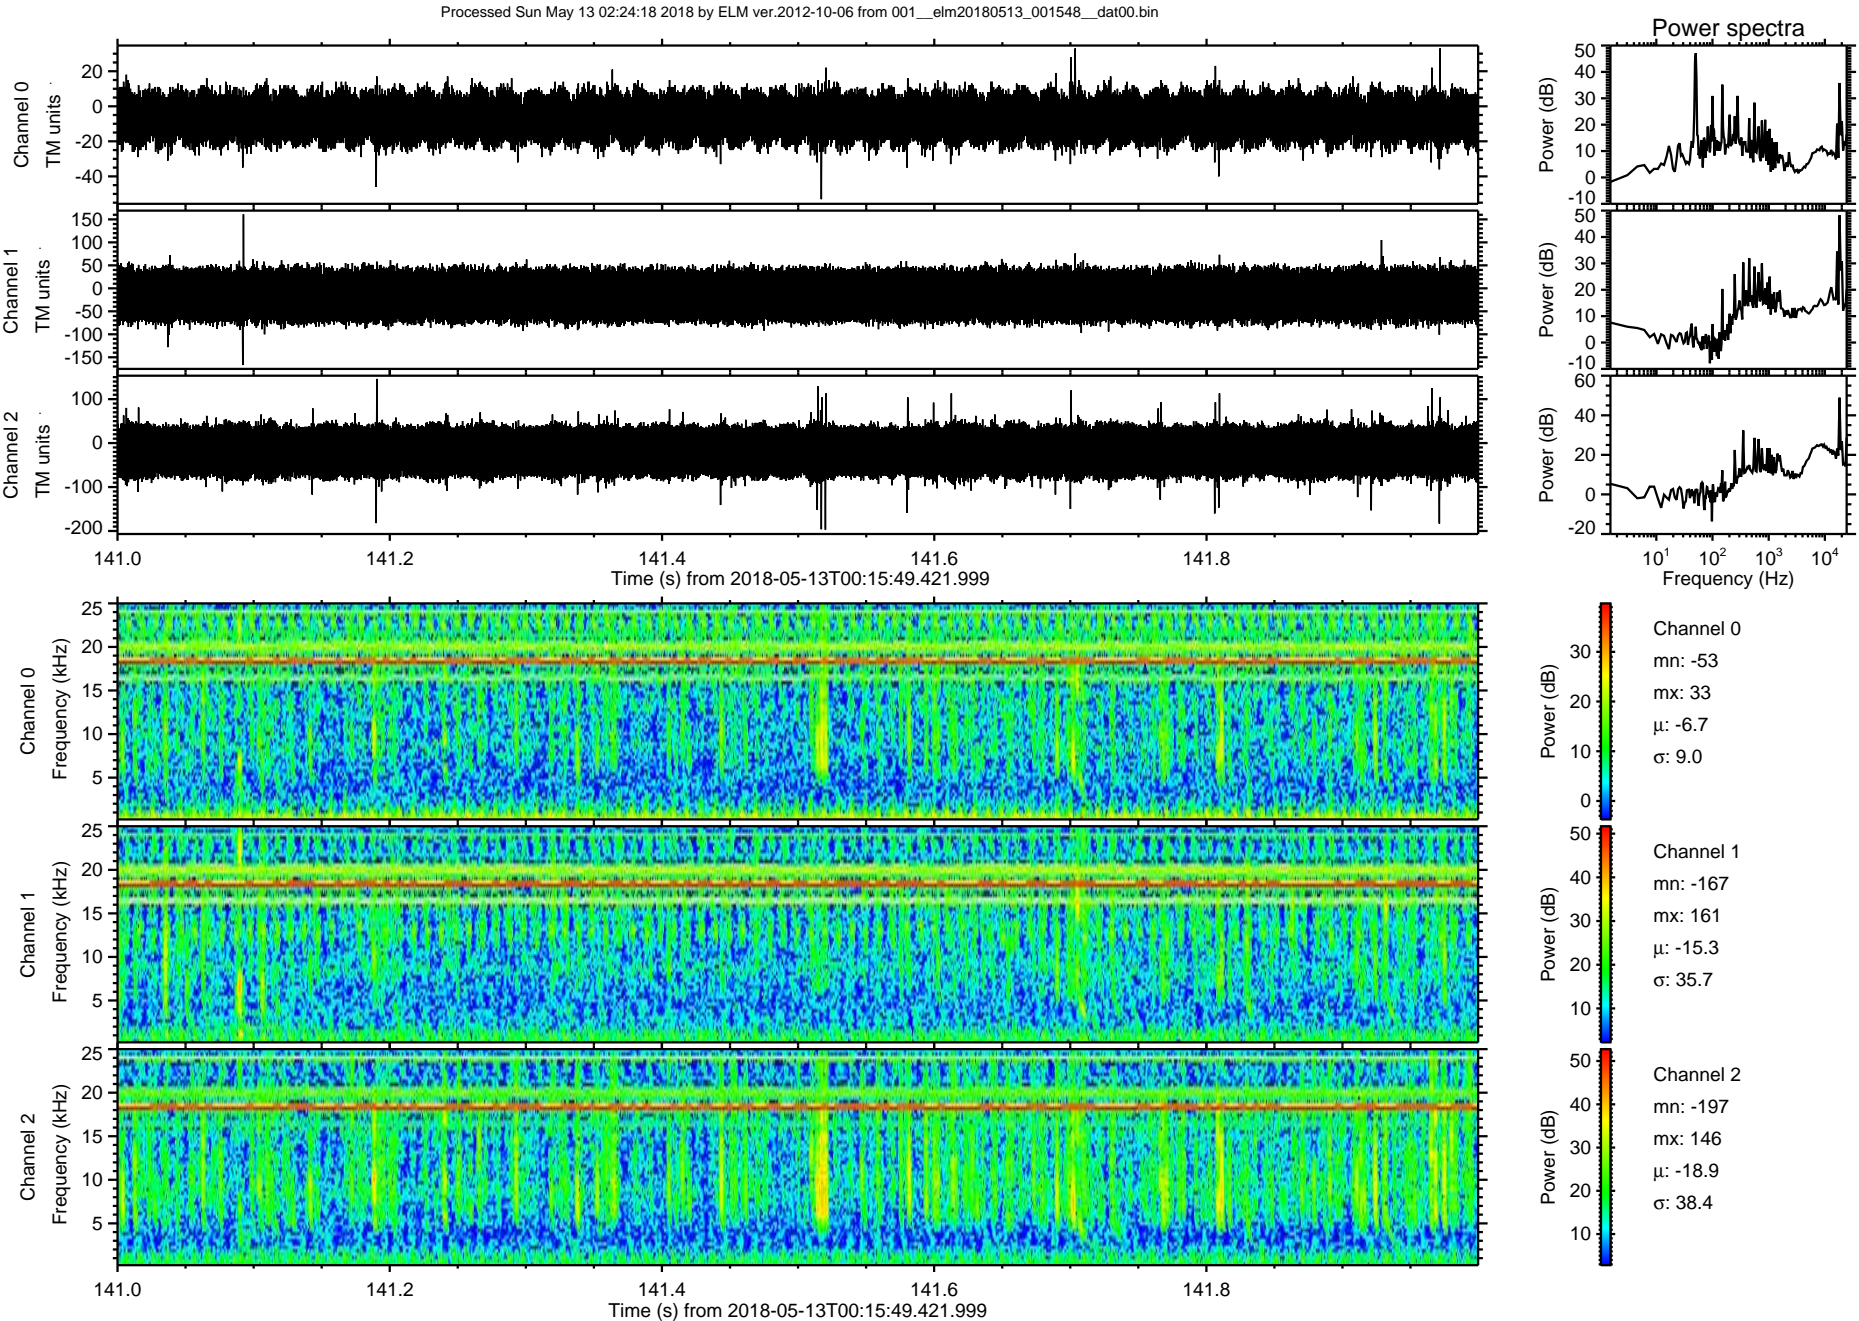 Processed Sun May 13 02:24:18 2018 by ELM ver.2012-10-06 from 001__elm20180513_001548__dat00.bin
Power spectra
Channel 0
TM units
20
0
-20
-40
Power (dB)
50
40
30
20
10
0
-10
Channel 1
TM units
150
100
50
0
-50
-100
-150
Power (dB)
50
40
30
20
10
0
-10
Channel 2
TM units
100
0
-100
-200
Power (dB)
60
40
20
0
-20
141.0 141.2 141.4 141.6 141.8
Time (s) from 2018-05-13T00:15:49.421.999
10¹ 10² 10³ 10⁴
Frequency (Hz)
Channel 0
Frequency (kHz)
25
20
15
10
5
Power (dB)
30
20
10
0
Channel 0
mn: -53
mx: 33
μ: -6.7
σ: 9.0
Channel 1
Frequency (kHz)
25
20
15
10
5
Power (dB)
50
40
30
20
10
Channel 1
mn: -167
mx: 161
μ: -15.3
σ: 35.7
Channel 2
Frequency (kHz)
25
20
15
10
5
Power (dB)
50
40
30
20
10
Channel 2
mn: -197
mx: 146
μ: -18.9
σ: 38.4
141.0 141.2 141.4 141.6 141.8
Time (s) from 2018-05-13T00:15:49.421.999